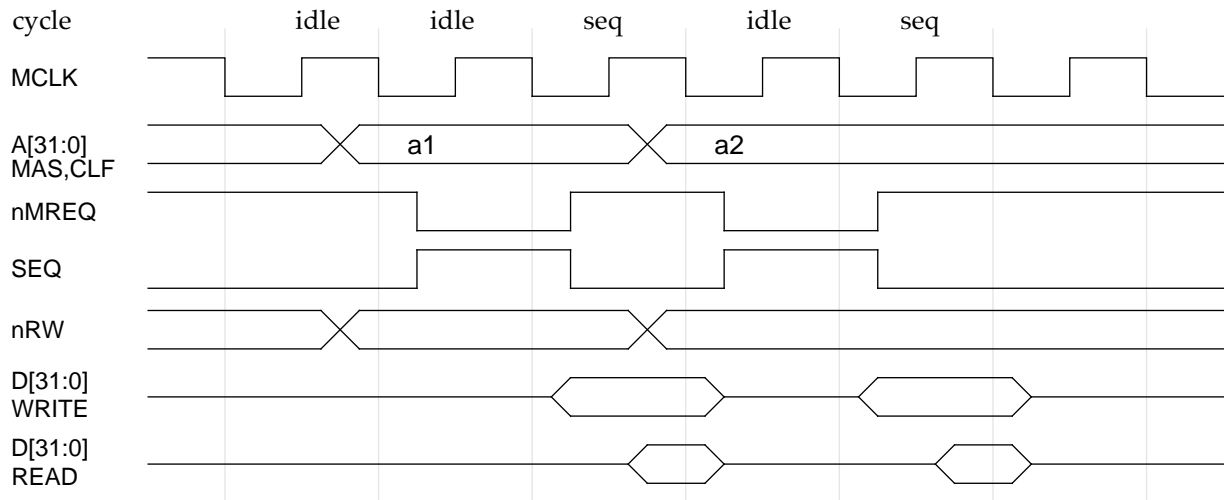 cycle idle idle seq idle seq
MCLK
A[31:0] a1 a2
MAS,CLF
nMREQ
SEQ
nRW
D[31:0]
WRITE
D[31:0]
READ